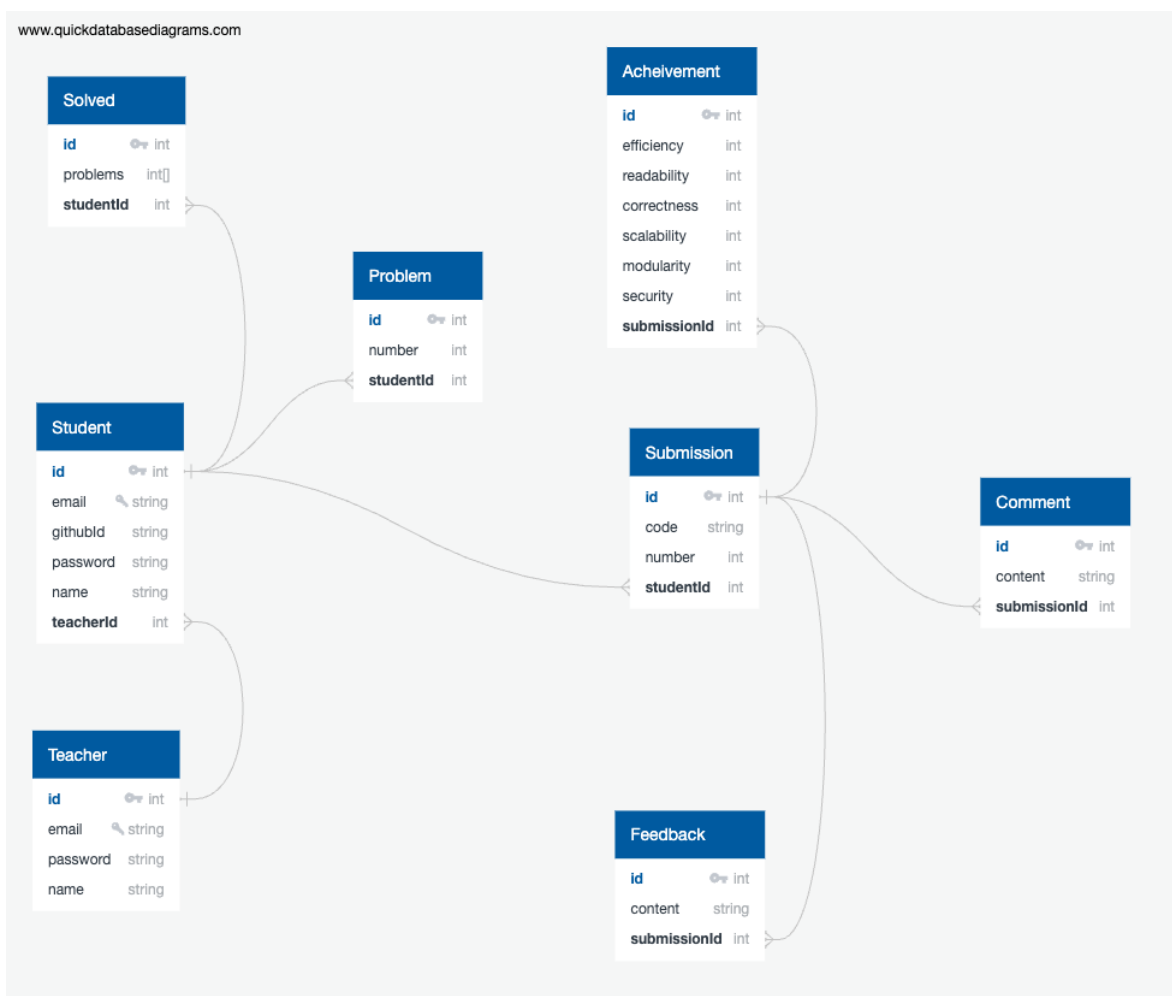 www.quickdatabasediagrams.com
Solved
id int
problems int[]
studentId int
Acheivement
id int
efficiency int
readability int
correctness int
scalability int
modularity int
security int
submissionId int
Problem
id int
number int
studentId int
Student
id int
email string
githubId string
password string
name string
teacherId int
Submission
id int
code string
number int
studentId int
Comment
id int
content string
submissionId int
Teacher
id int
email string
password string
name string
Feedback
id int
content string
submissionId int